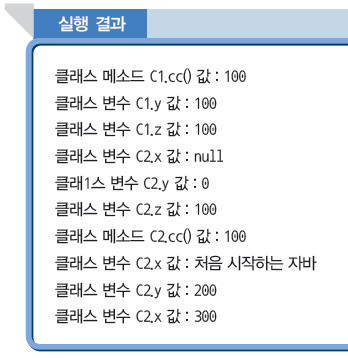 실행 결과
클래스 메소드 C1.cc() 값 : 100
클래스 변수 C1.y 값 : 100
클래스 변수 C1.z 값 : 100
클래스 변수 C2.x 값 : null
클래1스 변수 C2.y 값 : 0
클래스 변수 C2.z 값 : 100
클래스 메소드 C2.cc() 값 : 100
클래스 변수 C2.x 값 : 처음 시작하는 자바
클래스 변수 C2.y 값 : 200
클래스 변수 C2.x 값 : 300